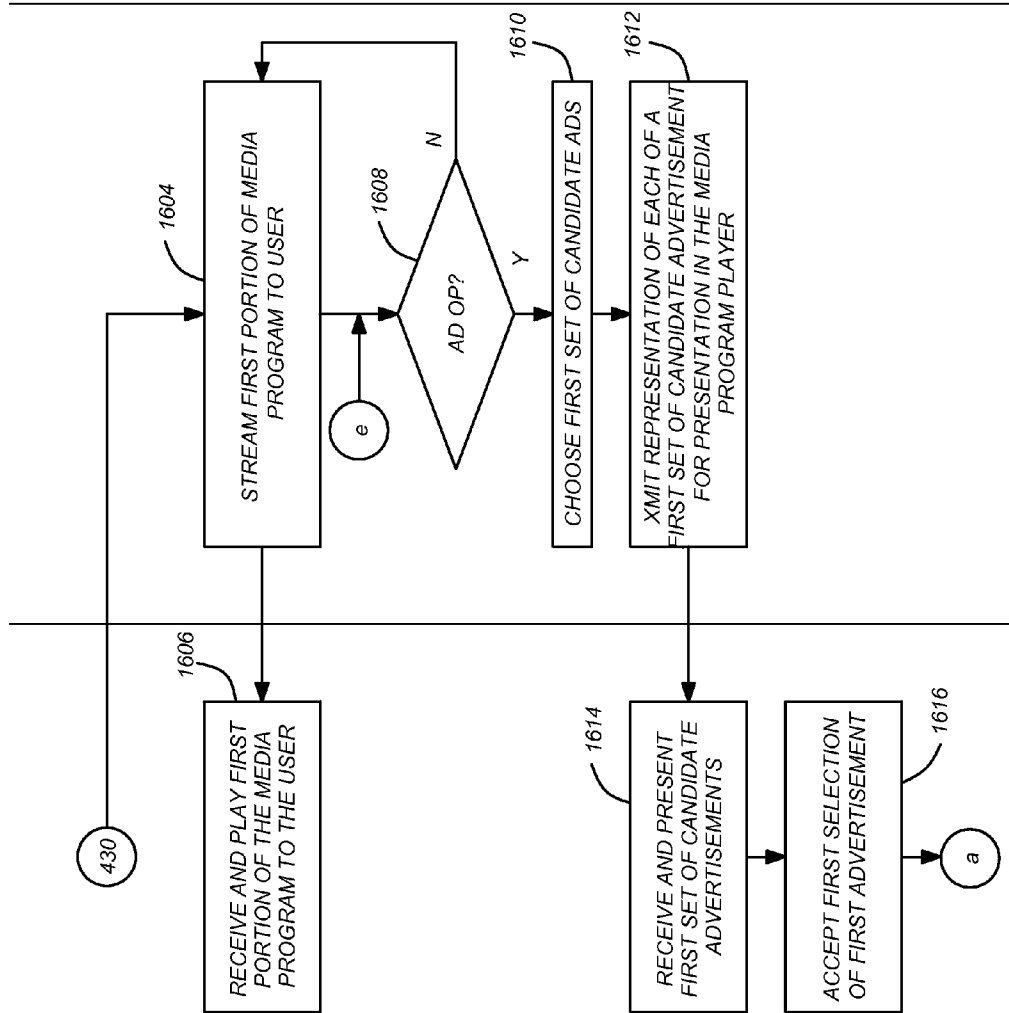 430
1604
STREAM FIRST PORTION OF MEDIA
PROGRAM TO USER
1606
RECEIVE AND PLAY FIRST
PORTION OF THE MEDIA
PROGRAM TO THE USER
e
1608
AD OP?
N
Y
1610
CHOOSE FIRST SET OF CANDIDATE ADS
1612
XMIT REPRESENTATION OF EACH OF A
FIRST SET OF CANDIDATE ADVERTISEMENT
FOR PRESENTATION IN THE MEDIA
PROGRAM PLAYER
1614
RECEIVE AND PRESENT
FIRST SET OF CANDIDATE
ADVERTISEMENTS
1616
ACCEPT FIRST SELECTION
OF FIRST ADVERTISEMENT
a